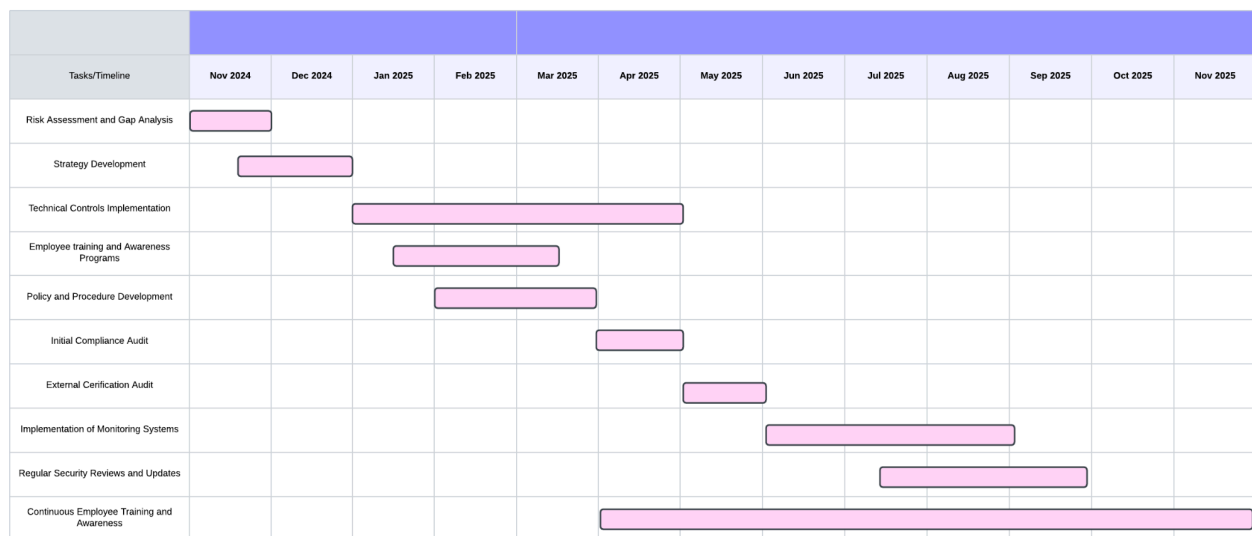 Tasks/Timeline
Nov 2024
Dec 2024
Jan 2025
Feb 2025
Mar 2025
Apr 2025
May 2025
Jun 2025
Jul 2025
Aug 2025
Sep 2025
Oct 2025
Nov 2025
Risk Assessment and Gap Analysis
Strategy Development
Technical Controls Implementation
Employee training and Awareness
Programs
Policy and Procedure Development
Initial Compliance Audit
External Cerification Audit
Implementation of Monitoring Systems
Regular Security Reviews and Updates
Continuous Employee Training and
Awareness